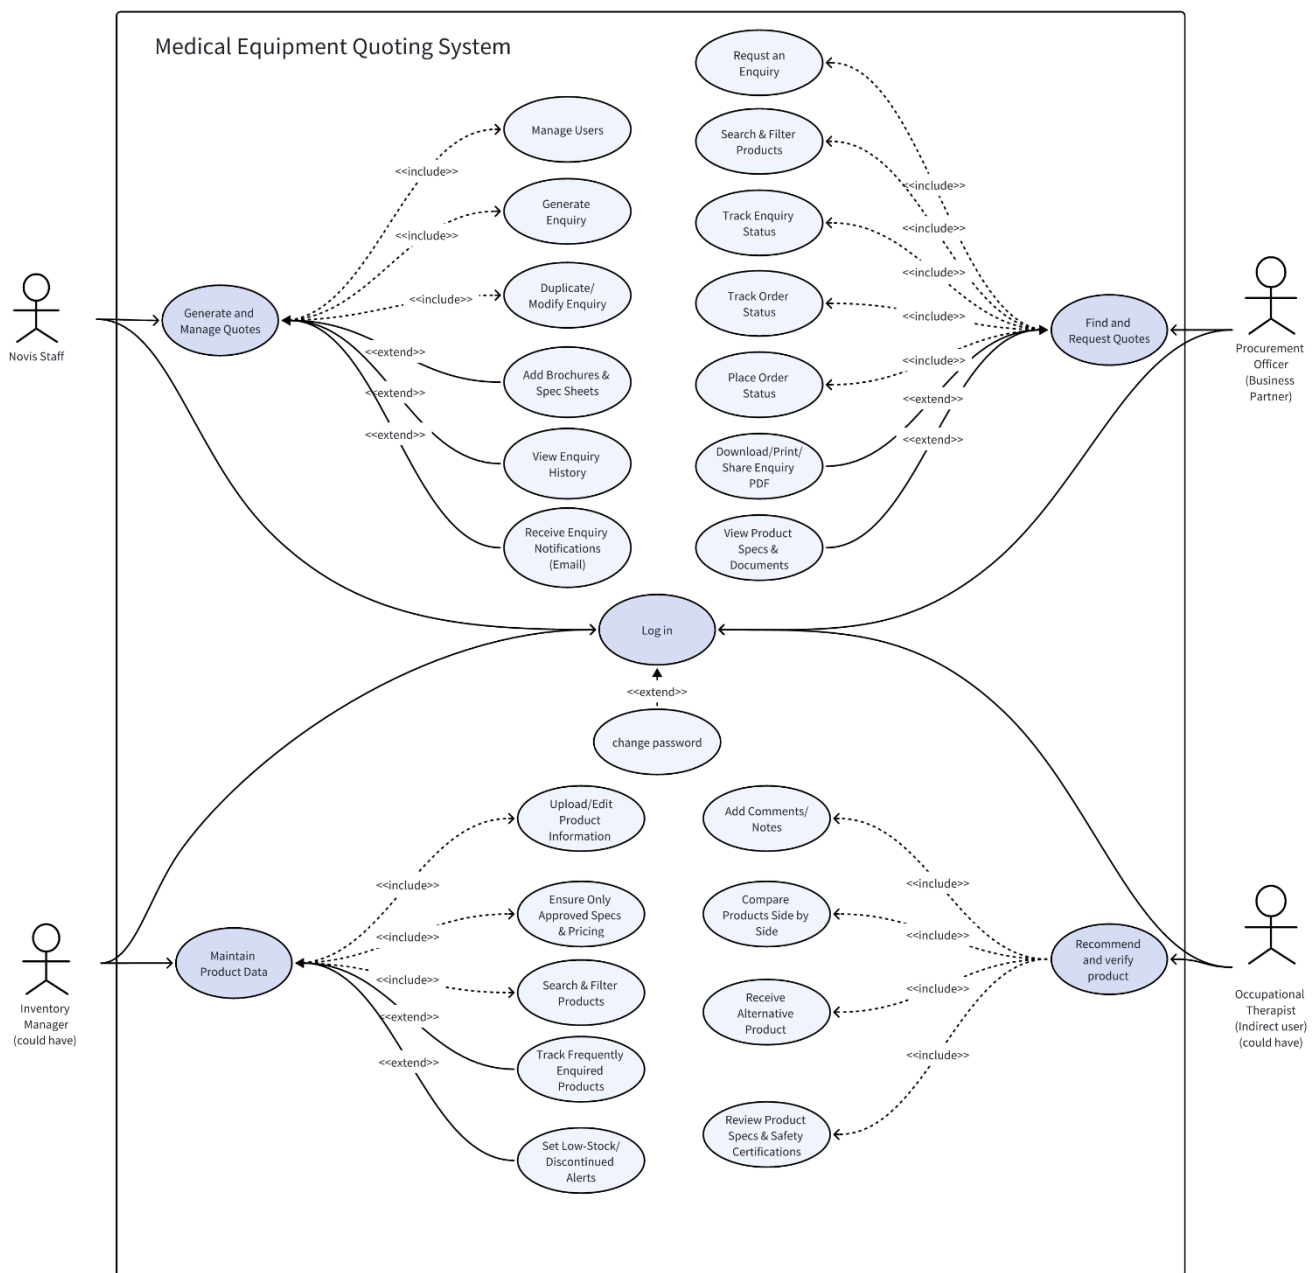 Medical Equipment Quoting System
Requst an
Enquiry
Manage Users
Search & Filter
Products
<<include>>
<<include>>
Generate
Enquiry
Track Enquiry
Status
<<include>>
<<include>>
<<include>>
Duplicate/
Modify Enquiry
<<include>>
Track Order
Status
<<include>>
Generate and
Manage Quotes
Find and
Request Quotes
Novis Staff
Procurement
Officer
(Business
Partner)
<<extend>>
<<include>>
Add Brochures &
Spec Sheets
Place Order
Status
<<extend>>
<<extend>>
<<extend>>
<<extend>>
View Enquiry
History
Download/Print/
Share Enquiry
PDF
Receive Enquiry
Notifications
(Email)
View Product
Specs &
Documents
Log in
<<extend>>
change password
Upload/Edit
Product
Information
Add Comments/
Notes
<<include>>
<<include>>
Ensure Only
Approved Specs
& Pricing
Compare
Products Side by
Side
<<include>>
<<include>>
Maintain
Product Data
Recommend
and verify
product
<<include>>
<<include>>
Search & Filter
Products
Receive
Alternative
Product
Inventory
Manager
(could have)
Occupational
Therapist
(Indirect user)
(could have)
<<extend>>
<<extend>>
<<include>>
Track Frequently
Enquired
Products
Review Product
Specs & Safety
Certifications
Set Low-Stock/
Discontinued
Alerts